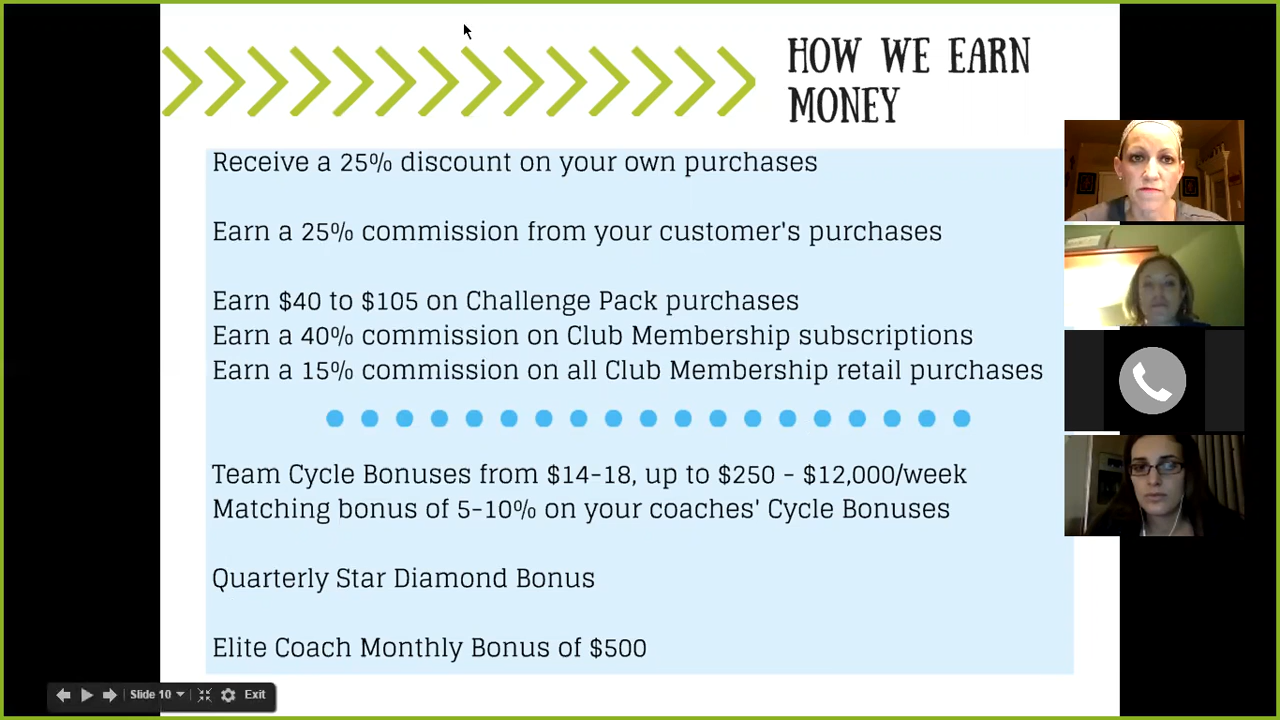 HOW WE EARN
MONEY
Receive a 25% discount on your own purchases
Earn a 25% commission from your customer's purchases
Earn $40 to $105 on Challenge Pack purchases
Earn a 40% commission on Club Membership subscriptions
Earn a 15% commission on all Club Membership retail purchases
Team Cycle Bonuses from $14-18, up to $250 - $12,000/week
Matching bonus of 5-10% on your coaches' Cycle Bonuses
Quarterly Star Diamond Bonus
Elite Coach Monthly Bonus of $500
Slide 10 Exit